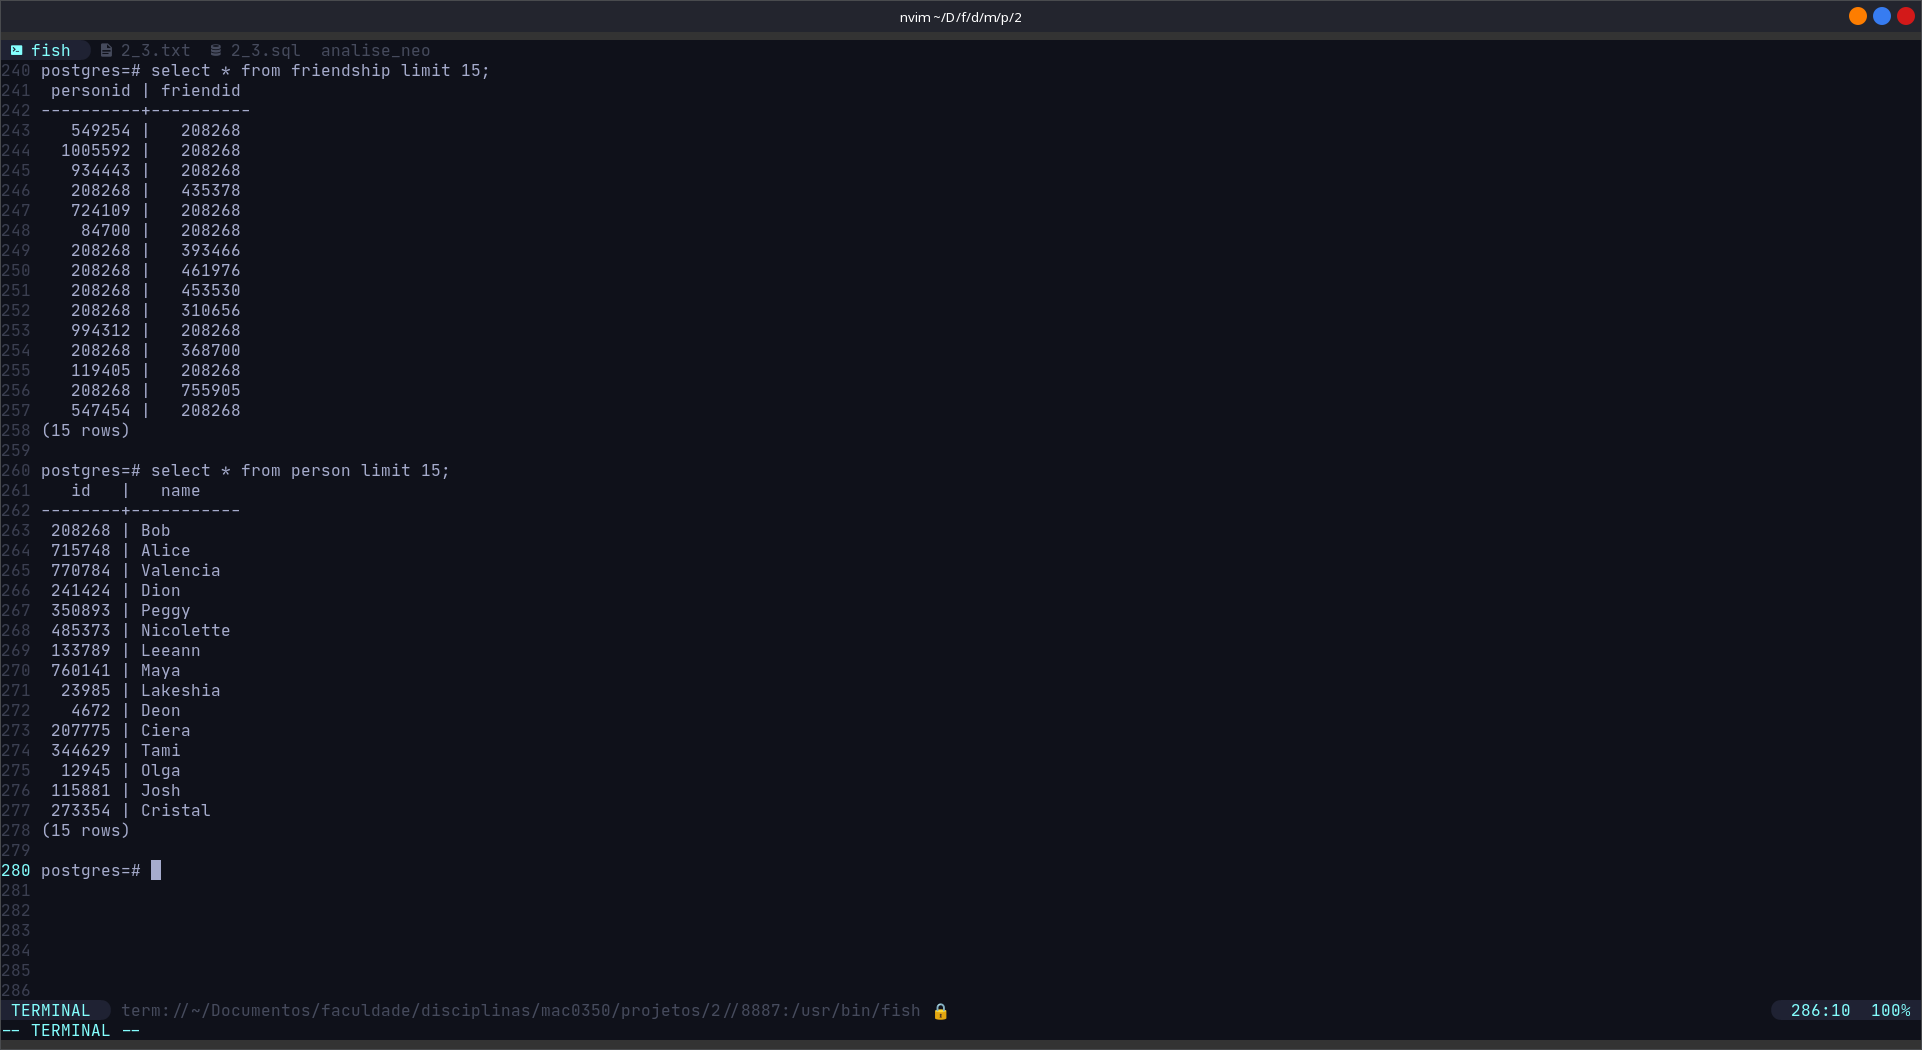 nvim ~/D/f/d/m/p/2
fish 2_3.txt 2_3.sql analise_neo
240 postgres=# select * from friendship limit 15;
241  personid | friendid
242 ----------+----------
243    549254 |   208268
244   1005592 |   208268
245    934443 |   208268
246    208268 |   435378
247    724109 |   208268
248     84700 |   208268
249    208268 |   393466
250    208268 |   461976
251    208268 |   453530
252    208268 |   310656
253    994312 |   208268
254    208268 |   368700
255    119405 |   208268
256    208268 |   755905
257    547454 |   208268
258 (15 rows)
259
260 postgres=# select * from person limit 15;
261    id   |   name
262 --------+-----------
263  208268 | Bob
264  715748 | Alice
265  770784 | Valencia
266  241424 | Dion
267  350893 | Peggy
268  485373 | Nicolette
269  133789 | Leeann
270  760141 | Maya
271   23985 | Lakeshia
272    4672 | Deon
273  207775 | Ciera
274  344629 | Tami
275   12945 | Olga
276  115881 | Josh
277  273354 | Cristal
278 (15 rows)
279
280 postgres=#
281
282
283
284
285
286
TERMINAL term://~/Documentos/faculdade/disciplinas/mac0350/projetos/2//8887:/usr/bin/fish 286:10 100%
-- TERMINAL --